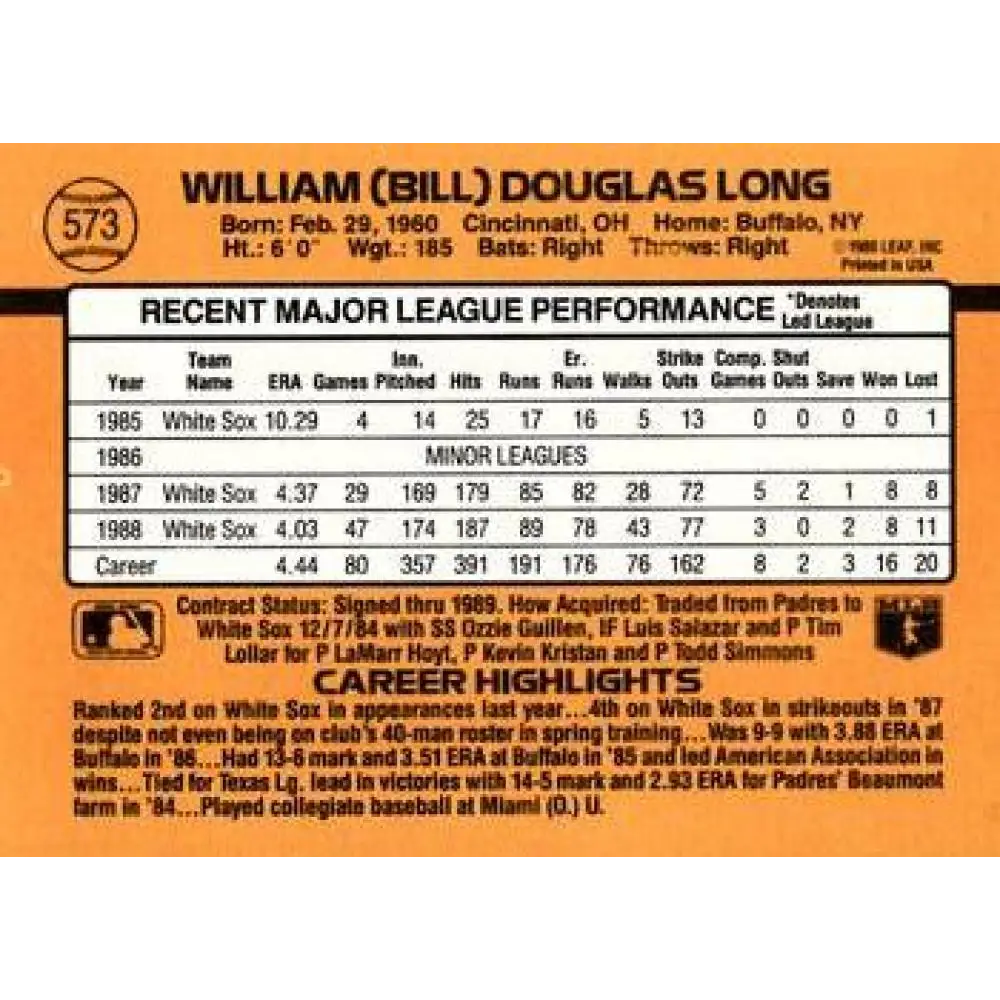 573
WILLIAM (BILL) DOUGLAS LONG
Born: Feb. 29, 1960 Cincinnati, OH Home: Buffalo, NY
Ht.: 6'0" Wgt.: 185 Bats: Right Throws: Right
LEAF, INC
Printed in USA
RECENT MAJOR LEAGUE PERFORMANCE *Denotes Led League
Year Team Name ERA Games Inn. Pitched Hits Runs Er. Runs Walks Strike Outs Comp. Games Shut Outs Save Won Lost
1985 White Sox 10.29 4 14 25 17 16 5 13 0 0 0 0 1
1986 MINOR LEAGUES
1987 White Sox 4.37 29 169 179 85 82 28 72 5 2 1 8 8
1988 White Sox 4.03 47 174 187 89 78 43 77 3 0 2 8 11
Career 4.44 80 357 391 191 176 76 162 8 2 3 16 20
Contract Status: Signed thru 1989. How Acquired: Traded from Padres to
White Sox 12/7/84 with SS Ozzie Guillen, IF Luis Salazar and P Tim
Lollar for P LaMarr Hoyt, P Kevin Kristan and P Todd Simmons
CAREER HIGHLIGHTS
Ranked 2nd on White Sox in appearances last year...4th on White Sox in strikeouts in '87
despite not even being on club's 40-man roster in spring training...Was 9-9 with 3.88 ERA at
Buffalo in '86...Had 13-6 mark and 3.51 ERA at Buffalo in '85 and led American Association in
wins...Tied for Texas Lg. lead in victories with 14-5 mark and 2.93 ERA for Padres' Beaumont
farm in '84...Played collegiate baseball at Miami (O.) U.